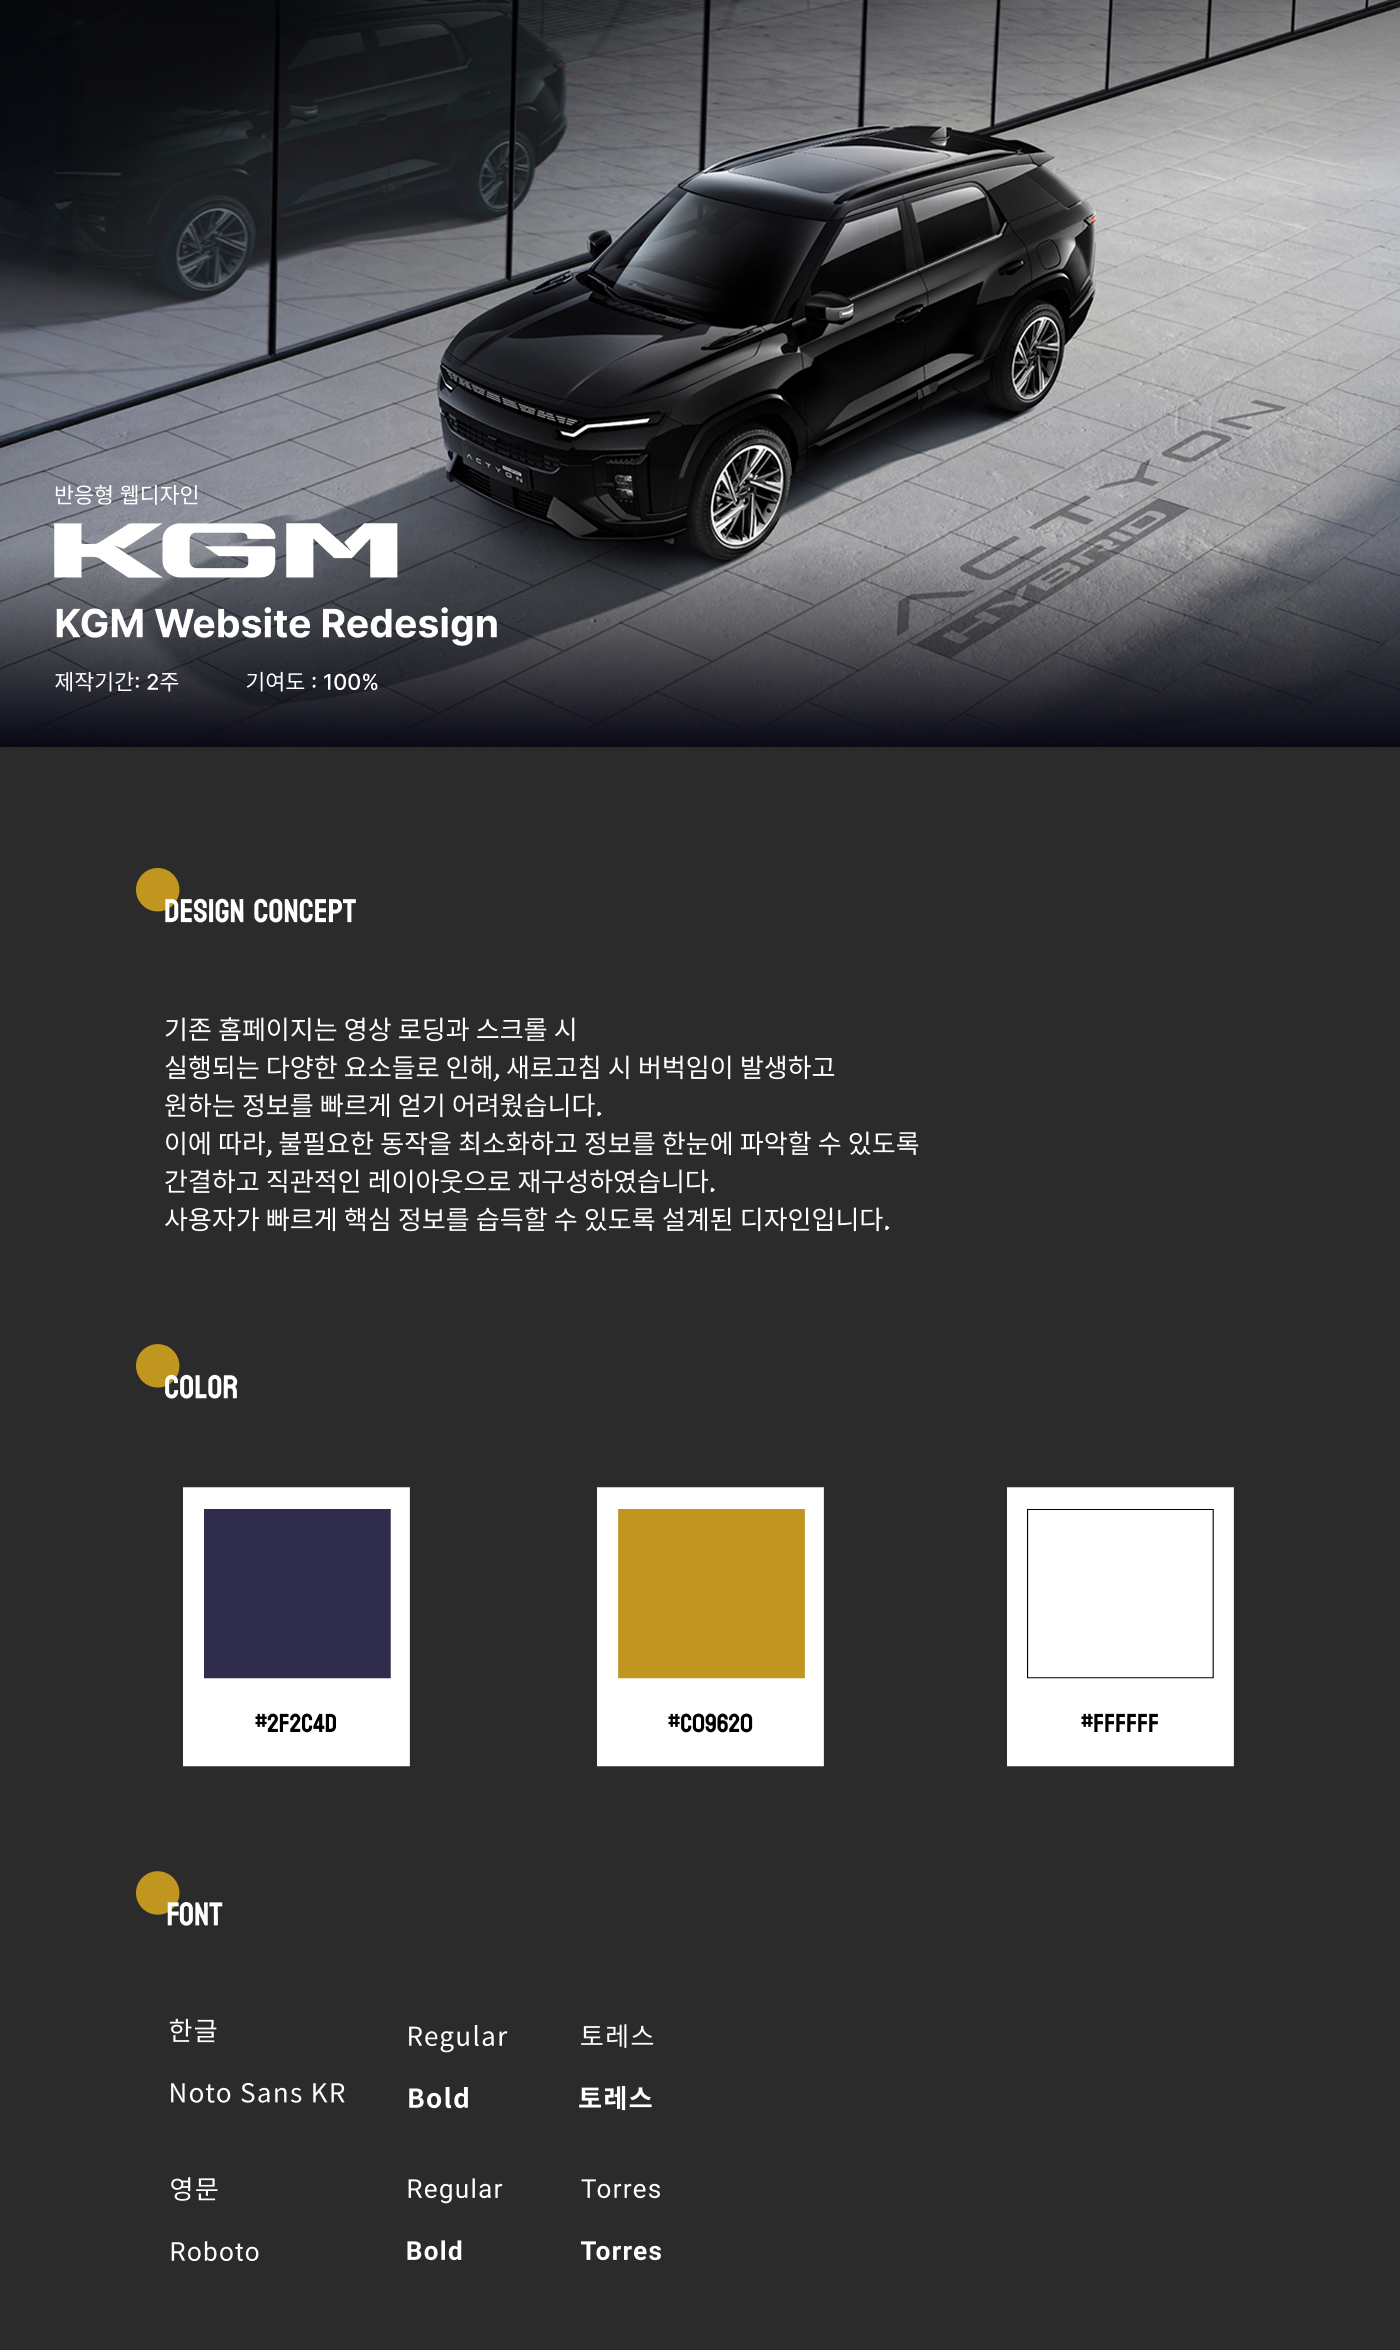 ACTYON
ACTYON
HYBRID
반응형 웹디자인
KGM
KGM Website Redesign
제작기간: 2주 기여도 : 100%
DESIGN CONCEPT
기존 홈페이지는 영상 로딩과 스크롤 시
실행되는 다양한 요소들로 인해, 새로고침 시 버벅임이 발생하고
원하는 정보를 빠르게 얻기 어려웠습니다.
이에 따라, 불필요한 동작을 최소화하고 정보를 한눈에 파악할 수 있도록
간결하고 직관적인 레이아웃으로 재구성하였습니다.
사용자가 빠르게 핵심 정보를 습득할 수 있도록 설계된 디자인입니다.
COLOR
#2F2C4D #C09620 #FFFFFF
FONT
한글 Regular 토레스
Noto Sans KR Bold 토레스
영문 Regular Torres
Roboto Bold Torres